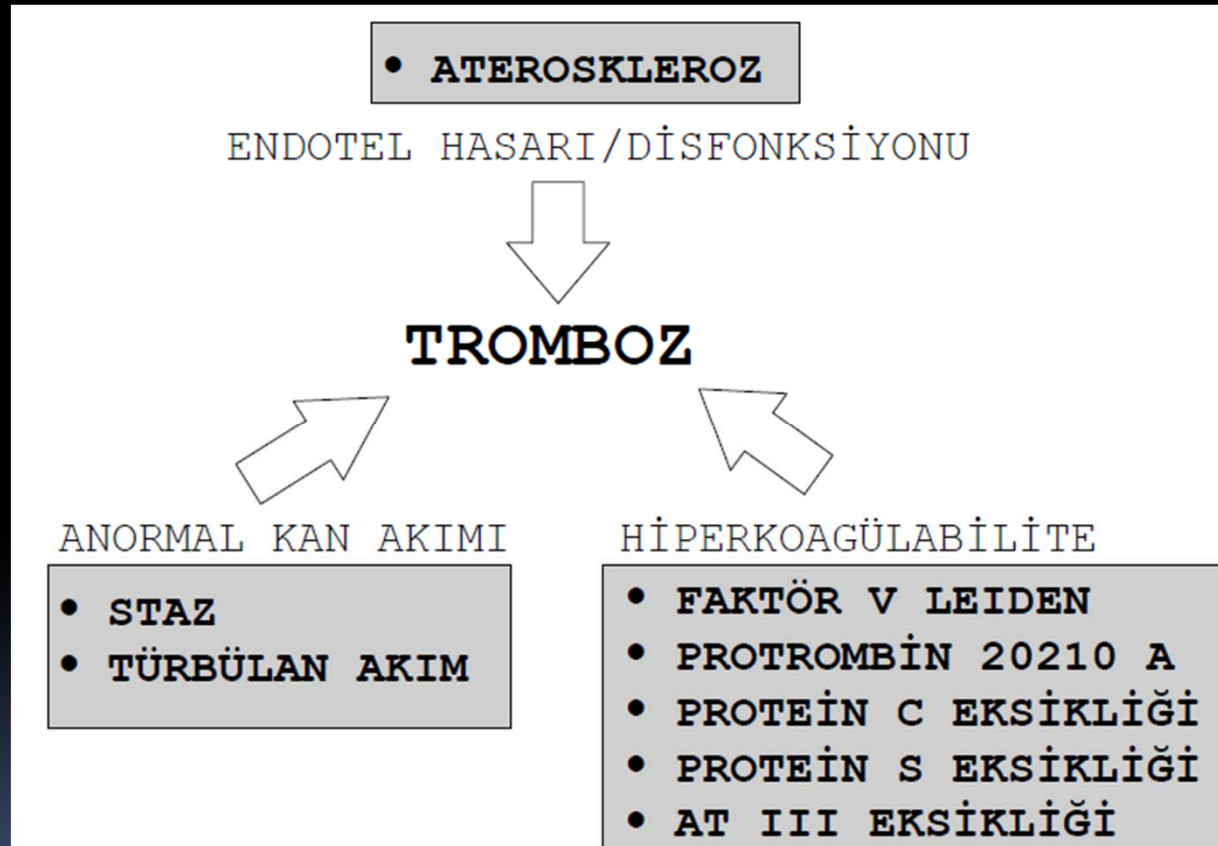 • ATEROSKLEROZ
ENDOTEL HASARI/DİSFONKSİYONU
TROMBOZ
ANORMAL KAN AKIMI
• STAZ
• TÜRBÜLAN AKIM
HİPERKOAGÜLABİLİTE
• FAKTÖR V LEIDEN
• PROTROMBİN 20210 A
• PROTEİN C EKSİKLİĞİ
• PROTEİN S EKSİKLİĞİ
• AT III EKSİKLİĞİ